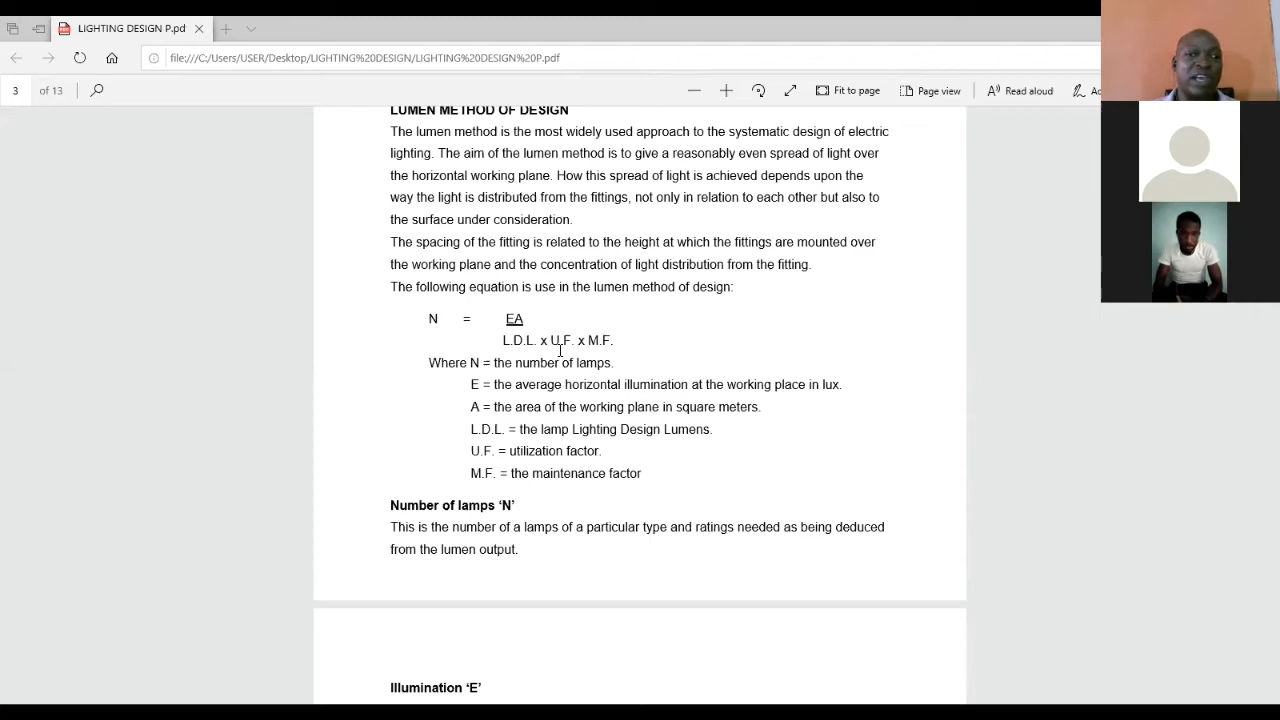 LIGHTING DESIGN P.pd
file:///C:/Users/USER/Desktop/LIGHTING%20DESIGN/LIGHTING%20DESIGN%20P.pdf
3 of 13 Fit to page Page view Read aloud
LUMEN METHOD OF DESIGN
The lumen method is the most widely used approach to the systematic design of electric
lighting. The aim of the lumen method is to give a reasonably even spread of light over
the horizontal working plane. How this spread of light is achieved depends upon the
way the light is distributed from the fittings, not only in relation to each other but also to
the surface under consideration.
The spacing of the fitting is related to the height at which the fittings are mounted over
the working plane and the concentration of light distribution from the fitting.
The following equation is use in the lumen method of design:
N = EA
L.D.L. x U.F. x M.F.
Where N = the number of lamps.
E = the average horizontal illumination at the working place in lux.
A = the area of the working plane in square meters.
L.D.L. = the lamp Lighting Design Lumens.
U.F. = utilization factor.
M.F. = the maintenance factor
Number of lamps ‘N’
This is the number of a lamps of a particular type and ratings needed as being deduced
from the lumen output.
Illumination ‘E’